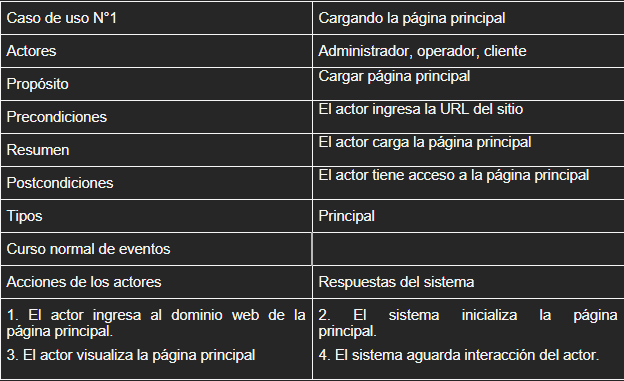 Caso de uso N°1
Cargando la página principal
Actores
Administrador, operador, cliente
Propósito
Cargar página principal
Precondiciones
El actor ingresa la URL del sitio
Resumen
El actor carga la página principal
Postcondiciones
El actor tiene acceso a la página principal
Tipos
Principal
Curso normal de eventos
Acciones de los actores
Respuestas del sistema
1. El actor ingresa al dominio web de la
página principal.
3. El actor visualiza la página principal
2. El sistema inicializa la página
principal.
4. El sistema aguarda interacción del actor.